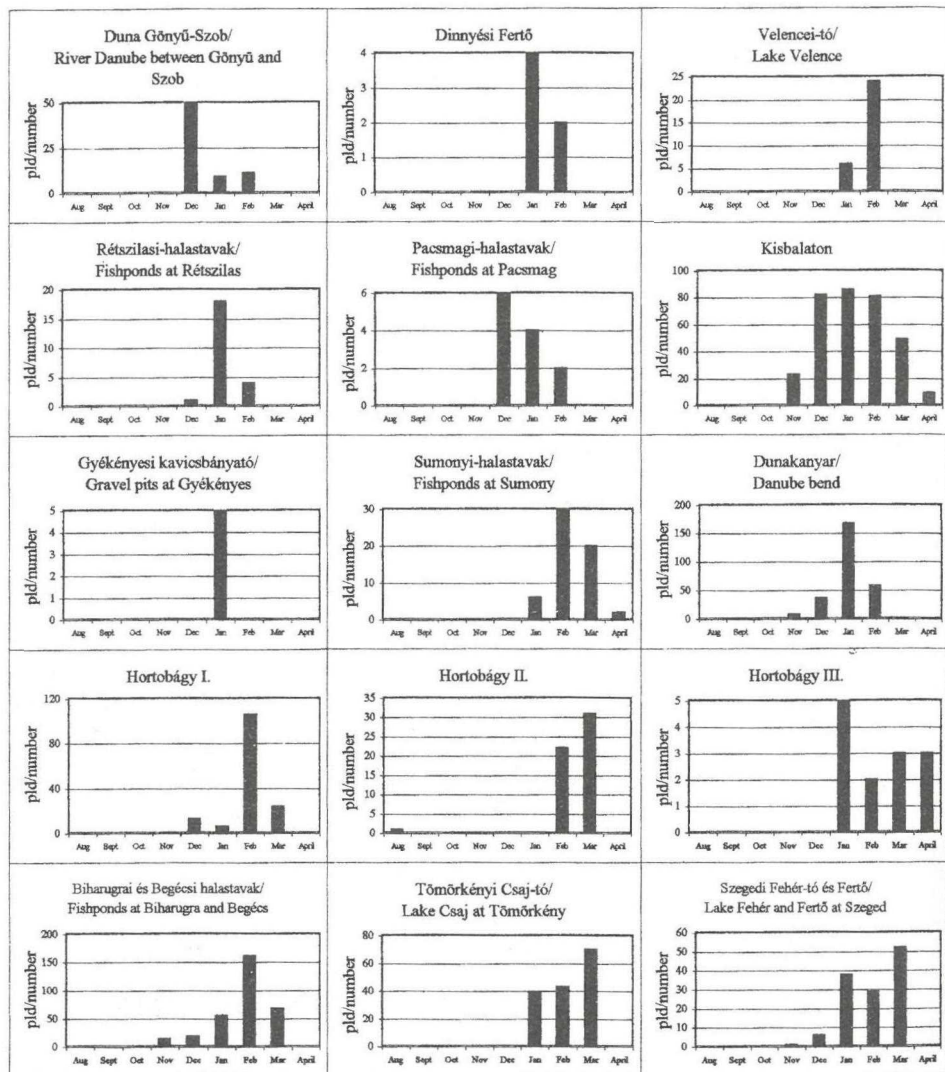 Duna Gönyű-Szob/
River Danube between Gönyű and
Szob
pld/number
50
25
0
Aug Sept Oct Nov Dec Jan Feb Mar April
Dinnyési Fertő
pld/number
4
3
2
1
0
Aug Sept Oct Nov Dec Jan Feb Mar April
Velencei-tó/
Lake Velence
pld/number
25
20
15
10
5
0
Aug Sept Oct Nov Dec Jan Feb Mar April
Rétszilasi-halastavak/
Fishponds at Rétszilas
pld/number
20
15
10
5
0
Aug Sept Oct Nov Dec Jan Feb Mar April
Pacsmagi-halastavak/
Fishponds at Pacsmag
pld/number
6
4
2
0
Aug Sept Oct Nov Dec Jan Feb Mar April
Kisbalaton
pld/number
100
80
60
40
20
0
Aug Sept Oct Nov Dec Jan Feb Mar April
Gyékényesi kavicsbányató/
Gravel pits at Gyékényes
pld/number
5
4
3
2
1
0
Aug Sept Oct Nov Dec Jan Feb Mar April
Sumonyi-halastavak/
Fishponds at Sumony
pld/number
30
20
10
0
Aug Sept Oct Nov Dec Jan Feb Mar April
Dunakanyar/
Danube bend
pld/number
200
150
100
50
0
Aug Sept Oct Nov Dec Jan Feb Mar April
Hortobágy I.
pld/number
120
80
40
0
Aug Sept Oct Nov Dec Jan Feb Mar April
Hortobágy II.
pld/number
35
30
25
20
15
10
5
0
Aug Sept Oct Nov Dec Jan Feb Mar April
Hortobágy III.
pld/number
5
4
3
2
1
0
Aug Sept Oct Nov Dec Jan Feb Mar April
Biharugrai és Begécsi halastavak/
Fishponds at Biharugra and Begécs
pld/number
200
150
100
50
0
Aug Sept Oct Nov Dec Jan Feb Mar April
Tömörkényi Csaj-tó/
Lake Csaj at Tömörkény
pld/number
80
60
40
20
0
Aug Sept Oct Nov Dec Jan Feb Mar April
Szegedi Fehér-tó és Fertő/
Lake Fehér and Fertő at Szeged
pld/number
60
50
40
30
20
10
0
Aug Sept Oct Nov Dec Jan Feb Mar April